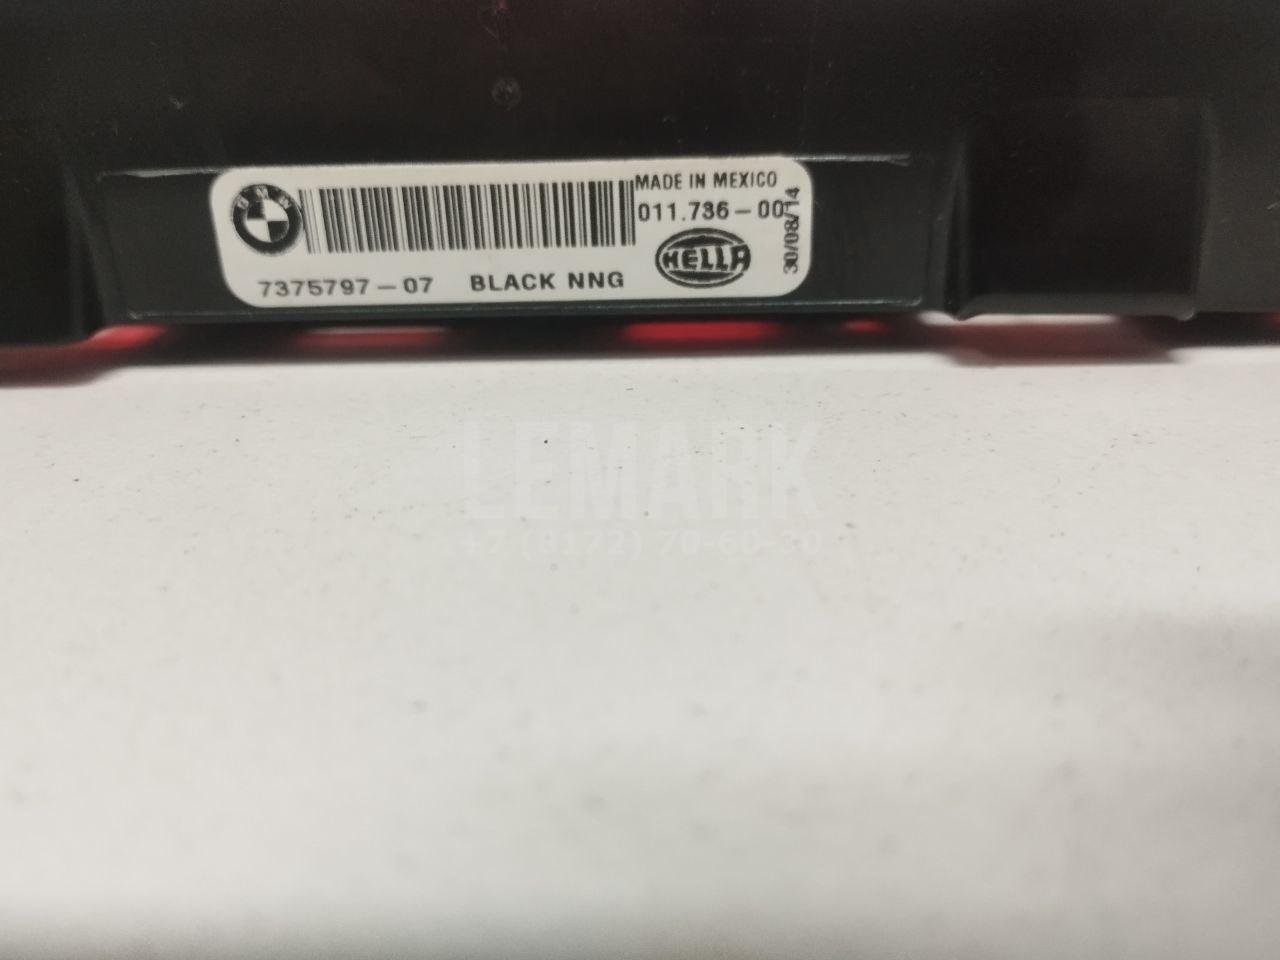 BMW
MADE IN MEXICO
011.736-00
30/08/14
HELLA
7375797-07 BLACK NNG
LEMARK
+7 (8172) 70-60-30